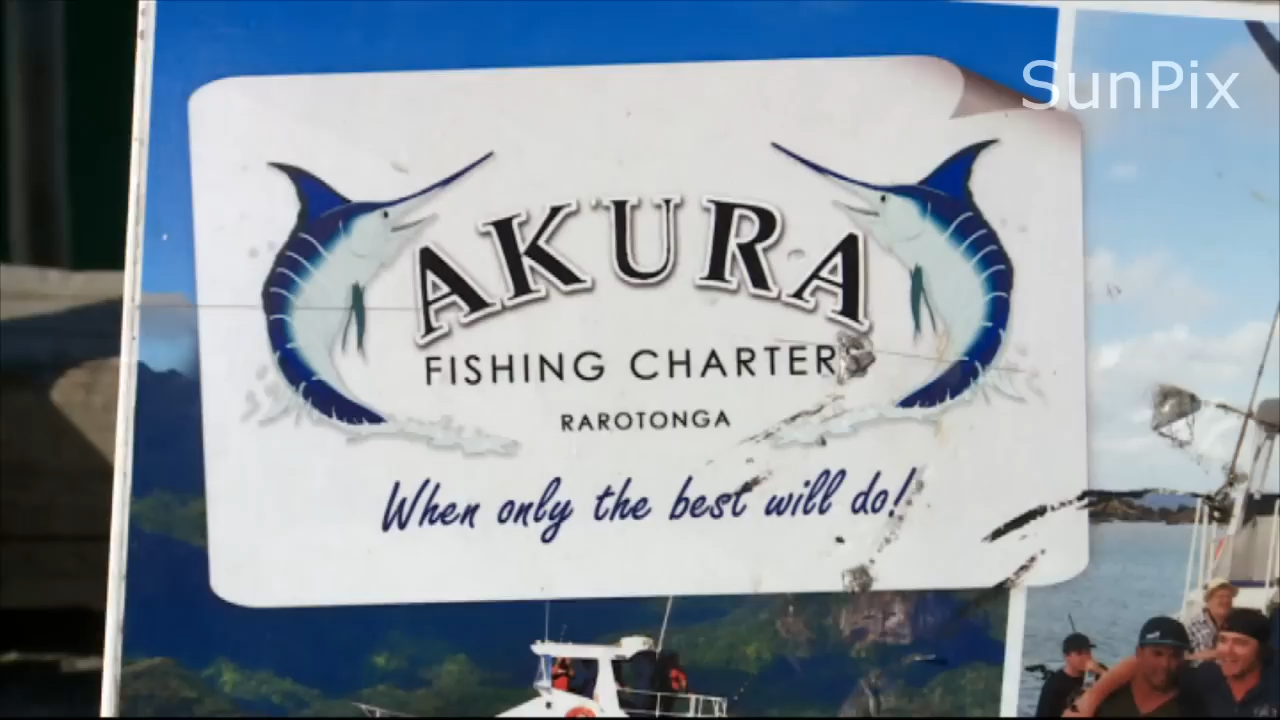 SunPix
AKURA
FISHING CHARTERS
RAROTONGA
When only the best will do!